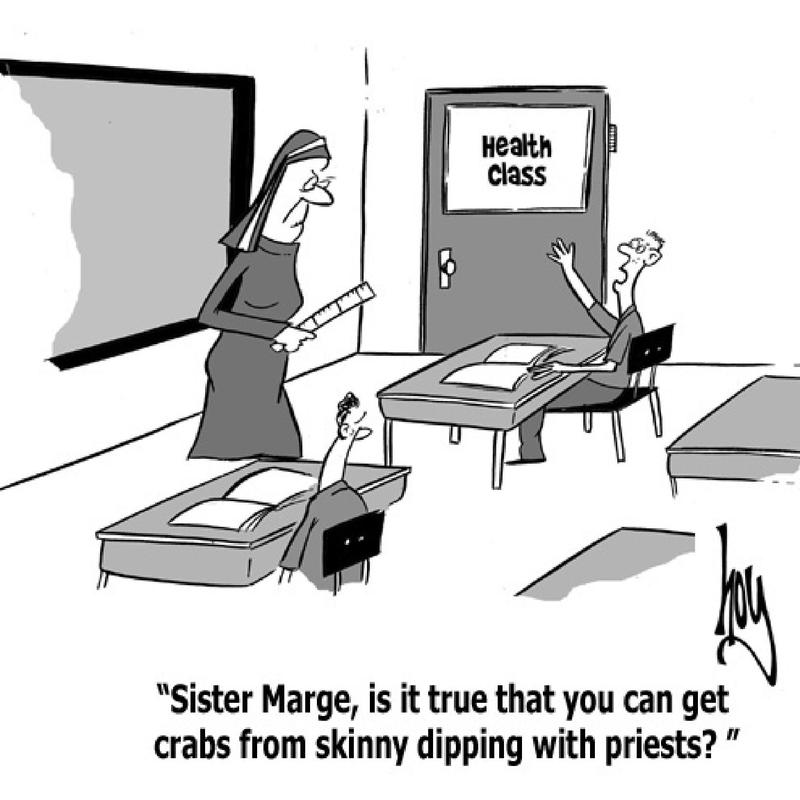 Health
Class
hoy
“Sister Marge, is it true that you can get
crabs from skinny dipping with priests? ”